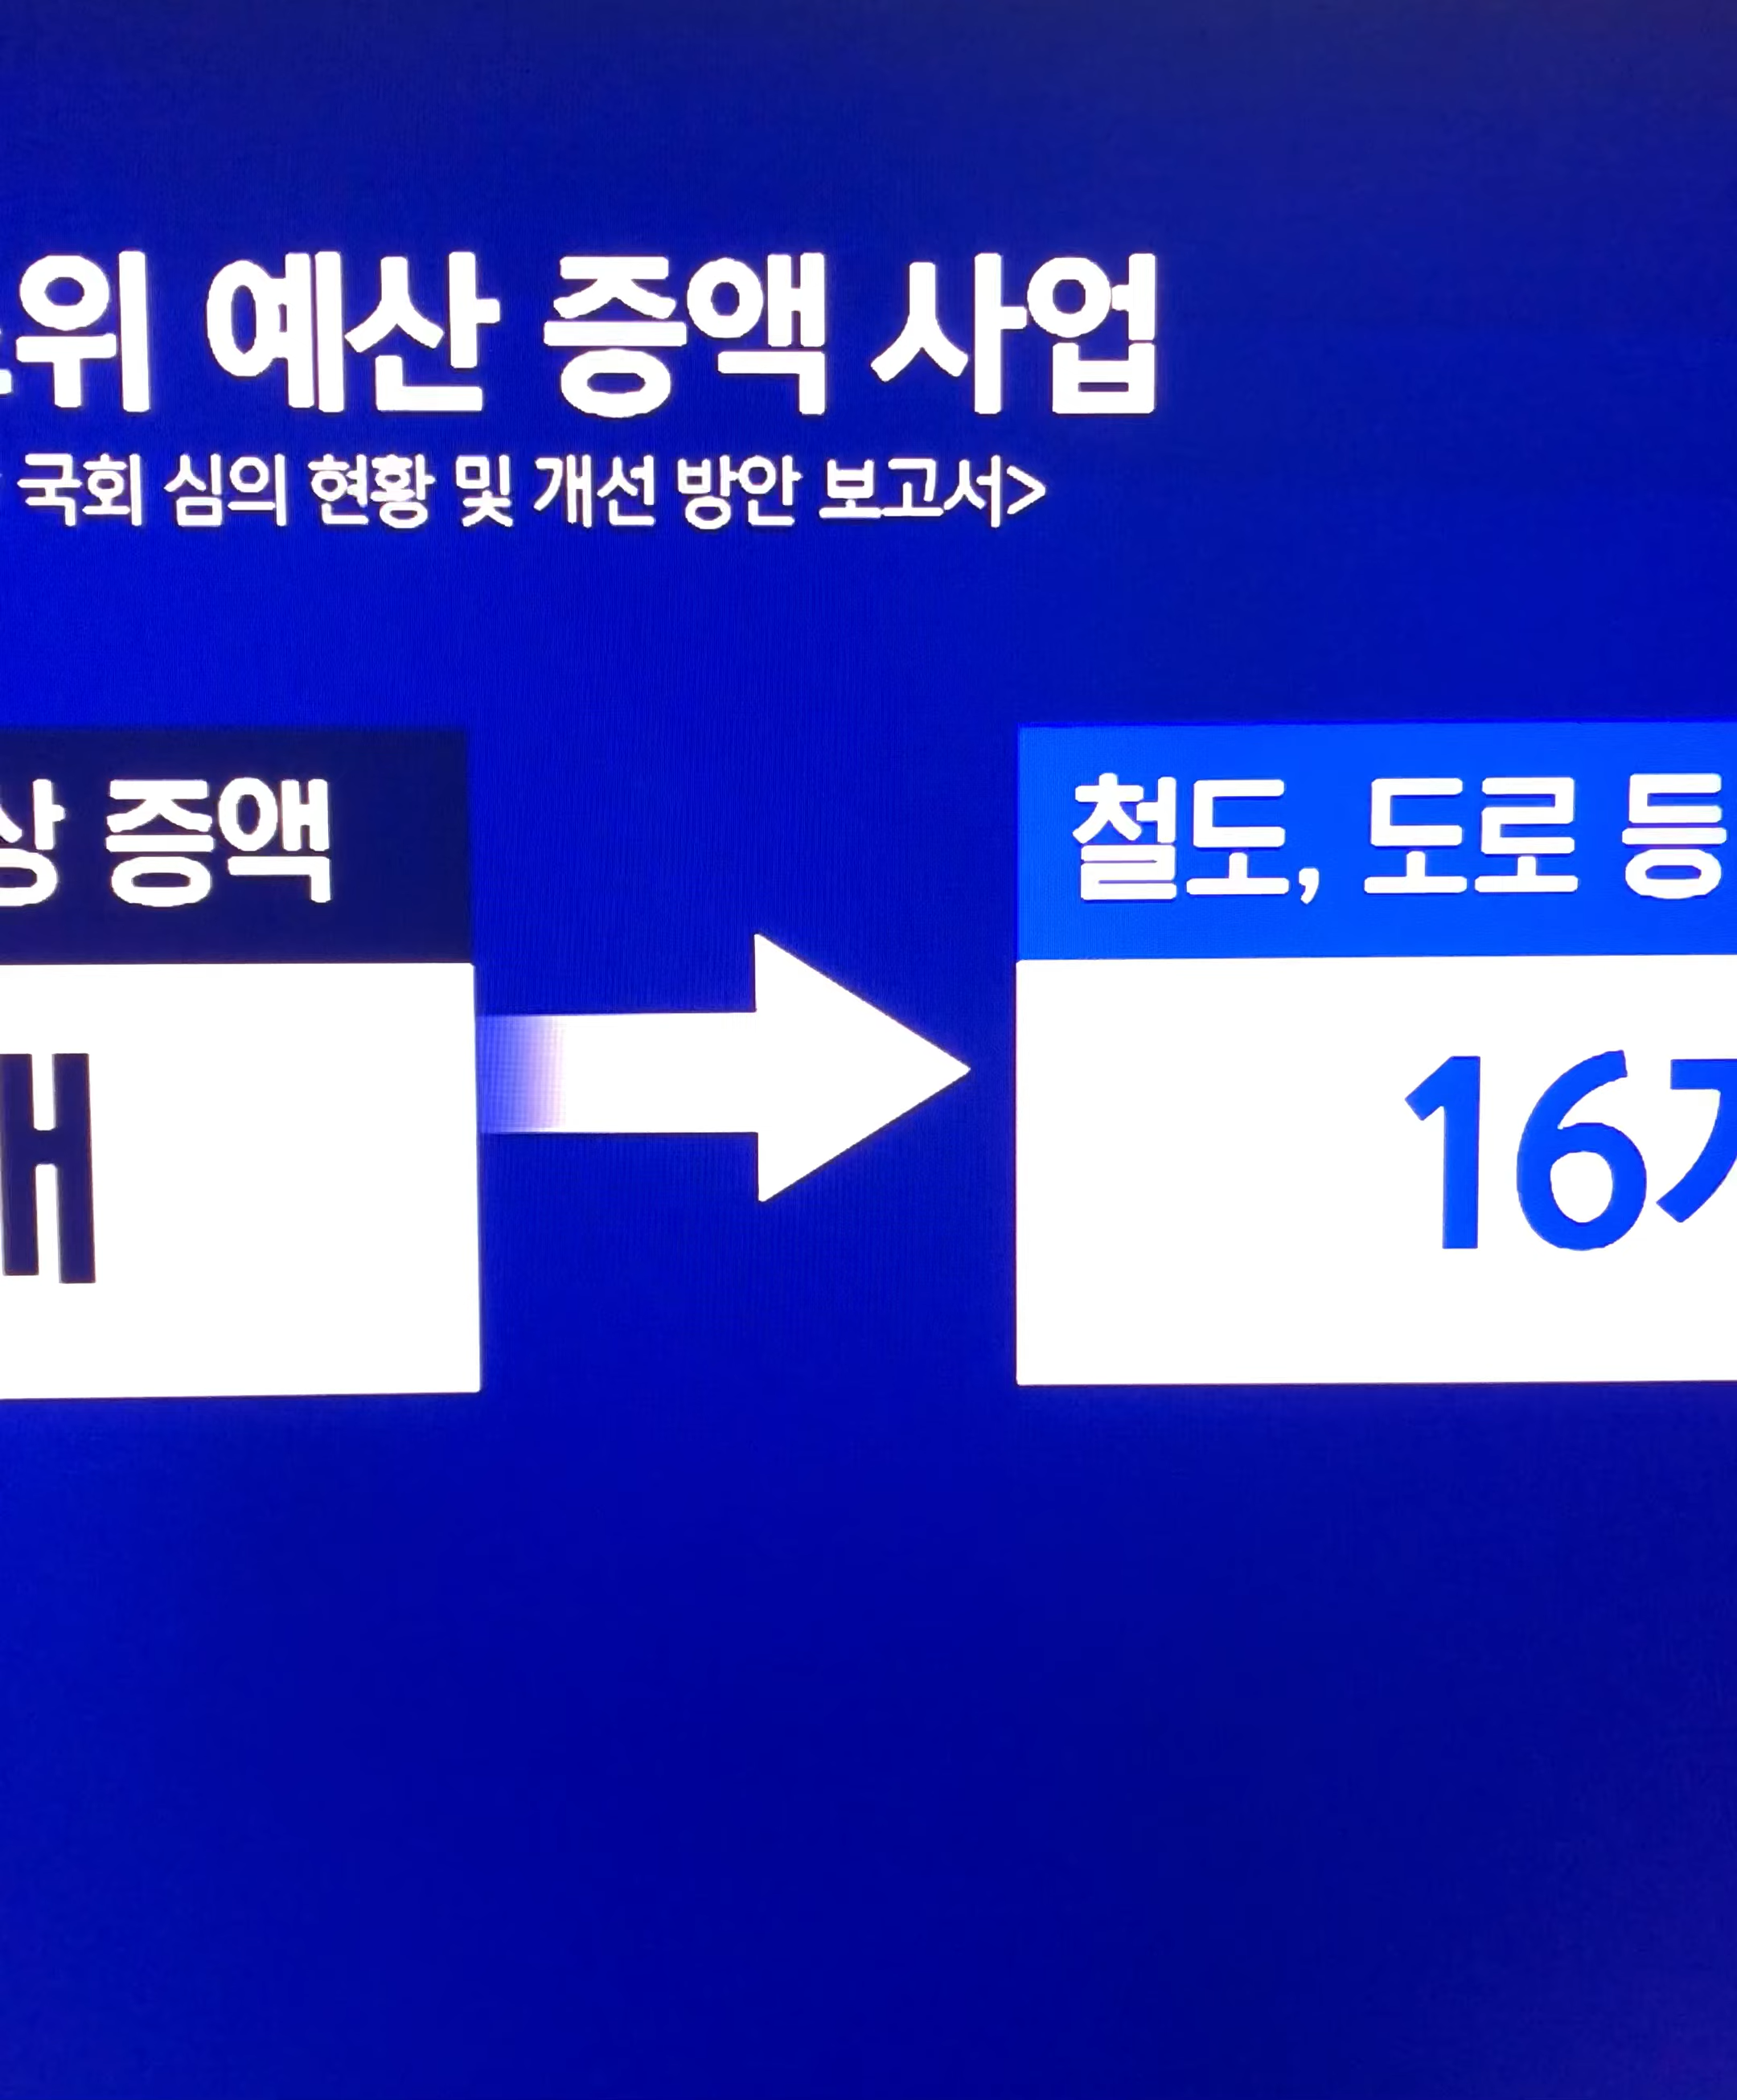 예산 증액 사업
국회 심의 현황 및 개선 방안 보고서>
증액
철도, 도로 등
16